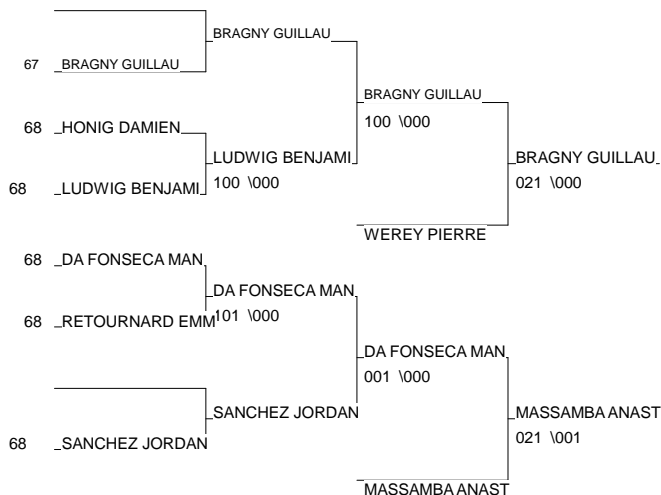 BRAGNY GUILLAU
67 BRAGNY GUILLAU
BRAGNY GUILLAU
100 \000
68 HONIG DAMIEN
LUDWIG BENJAMI
100 \000
BRAGNY GUILLAU
021 \000
68 LUDWIG BENJAMI
WEREY PIERRE
68 DA FONSECA MAN
DA FONSECA MAN
101 \000
68 RETOURNARD EMM
DA FONSECA MAN
001 \000
SANCHEZ JORDAN
MASSAMBA ANAST
021 \001
68 SANCHEZ JORDAN
MASSAMBA ANAST